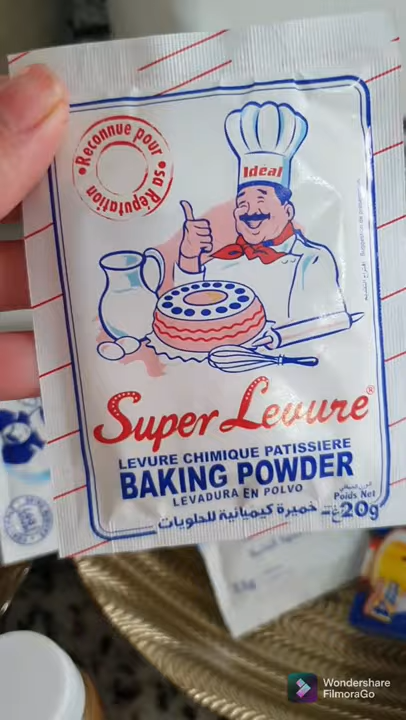 •Reconnue pour•
sa Réputation
Ideal
Super Levure®
LEVURE CHIMIQUE PATISSIERE
BAKING POWDER
LEVADURA EN POLVO
خميرة كيميائية للحلويات
Poids Net
20g
Wondershare
FilmoraGo